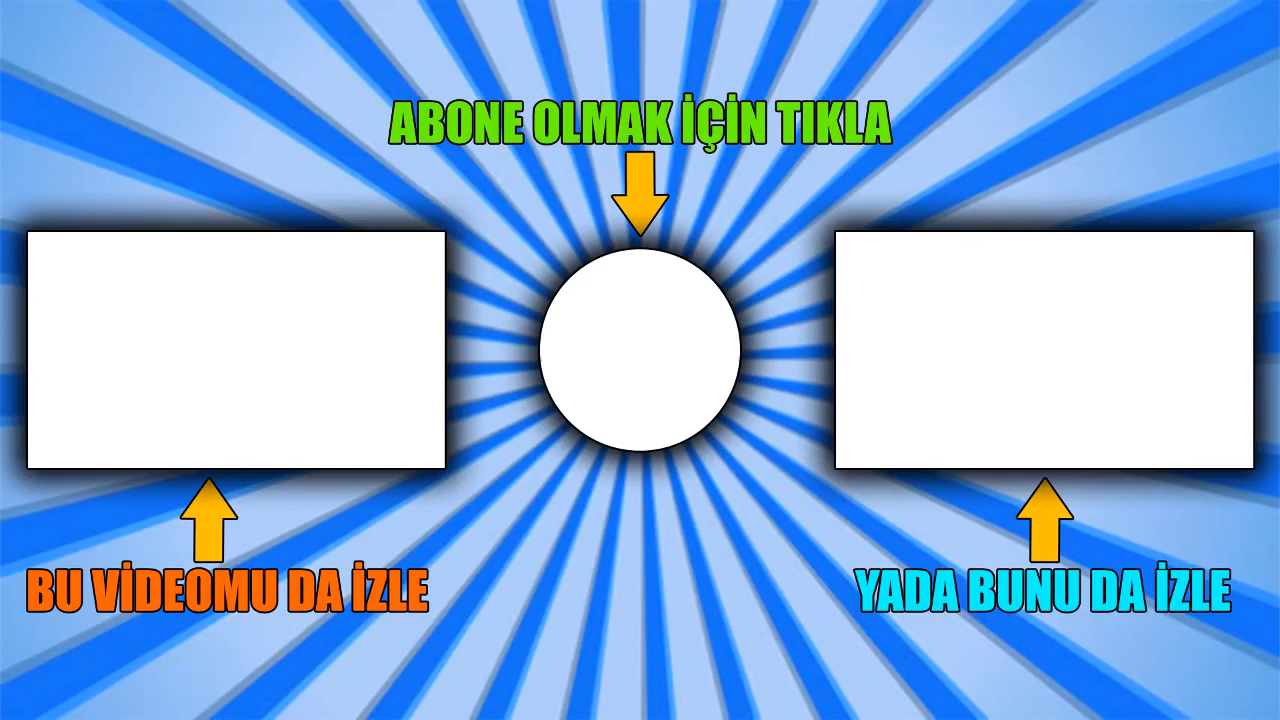 ABONE OLMAK İÇİN TIKLA
BU VİDEOMU DA İZLE
YADA BUNU DA İZLE